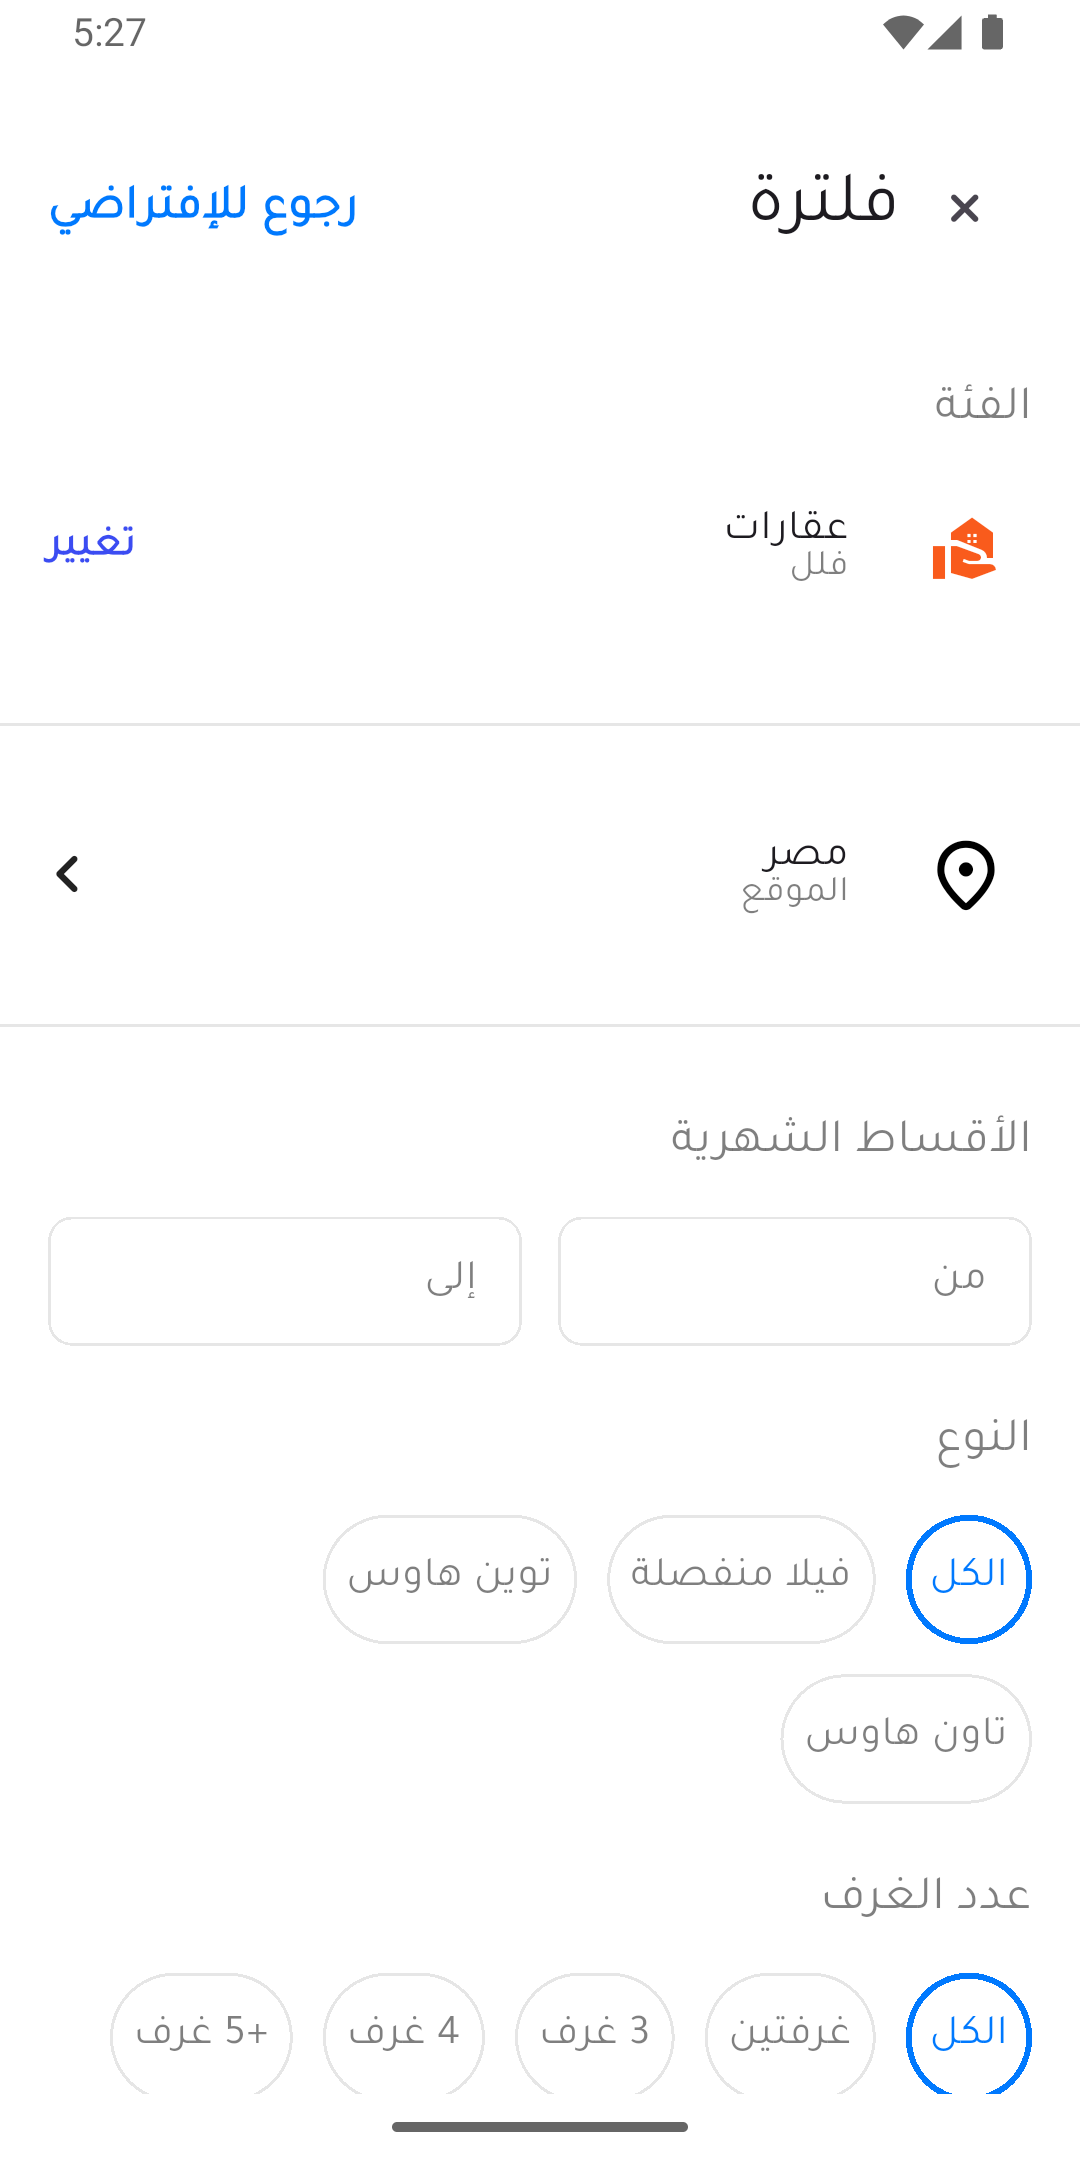 5:27
فلترة
رجوع للإفتراضي
الفئة
عقارات
فلل
تغيير
مصر
الموقع
الأقساط الشهرية
من
إلى
النوع
الكل
فيلا منفصلة
توين هاوس
تاون هاوس
عدد الغرف
الكل
غرفتين
3 غرف
4 غرف
+5 غرف